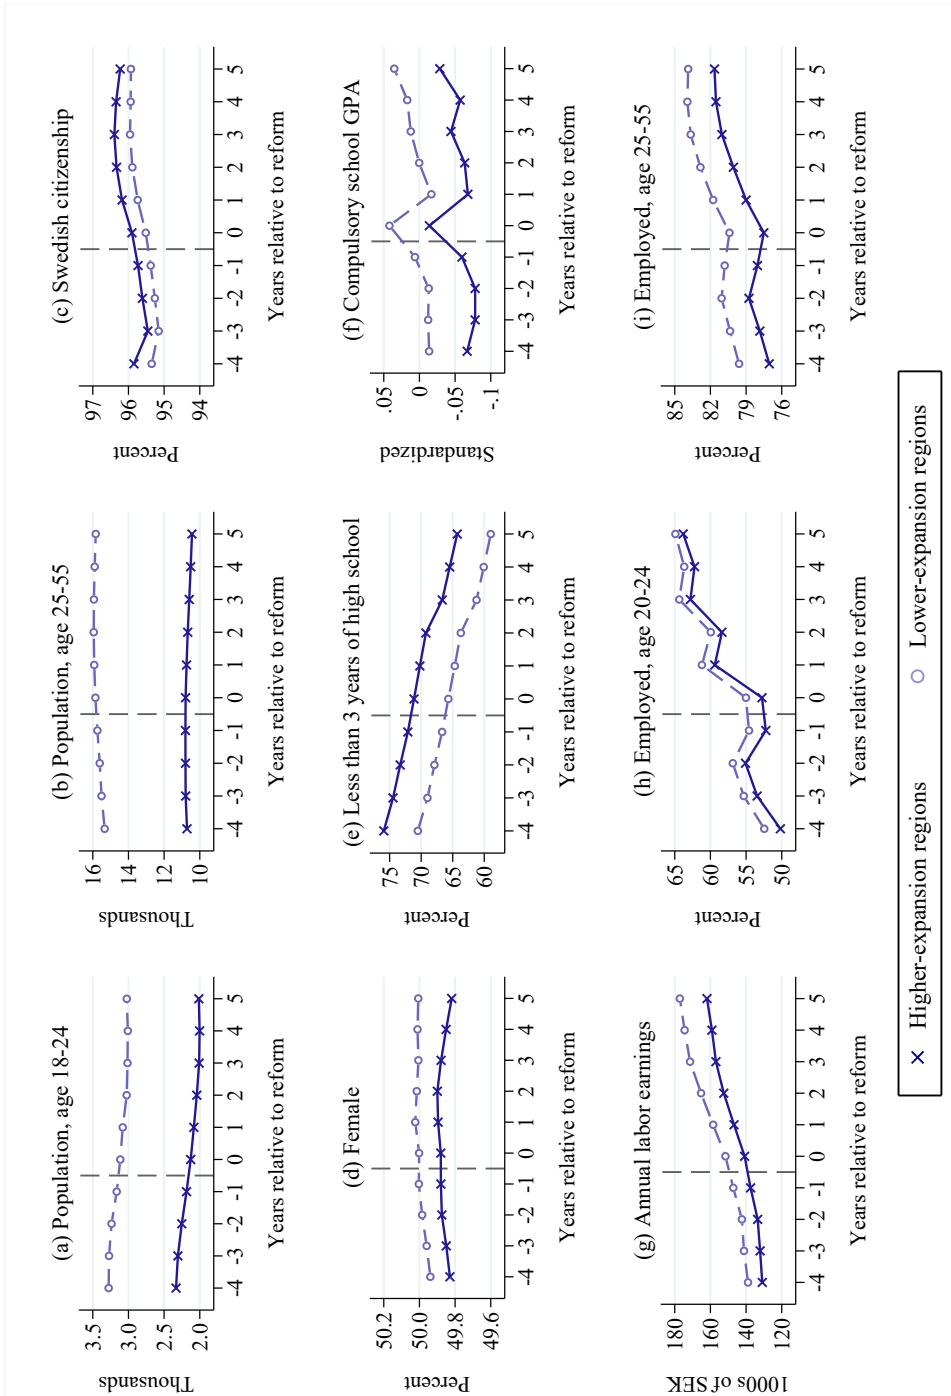 (a) Population, age 18-24
Thousands
3.5
3.0
2.5
2.0
-4 -3 -2 -1 0 1 2 3 4 5
Years relative to reform
(b) Population, age 25-55
Thousands
16
14
12
10
-4 -3 -2 -1 0 1 2 3 4 5
Years relative to reform
(c) Swedish citizenship
Percent
97
96
95
94
-4 -3 -2 -1 0 1 2 3 4 5
Years relative to reform
(d) Female
Percent
50.2
50.0
49.8
49.6
-4 -3 -2 -1 0 1 2 3 4 5
Years relative to reform
(e) Less than 3 years of high school
Percent
75
70
65
60
-4 -3 -2 -1 0 1 2 3 4 5
Years relative to reform
(f) Compulsory school GPA
Standardized
.05
0
-.05
-.1
-4 -3 -2 -1 0 1 2 3 4 5
Years relative to reform
(g) Annual labor earnings
1000s of SEK
180
160
140
120
-4 -3 -2 -1 0 1 2 3 4 5
Years relative to reform
(h) Employed, age 20-24
Percent
65
60
55
50
-4 -3 -2 -1 0 1 2 3 4 5
Years relative to reform
(i) Employed, age 25-55
Percent
85
82
79
76
-4 -3 -2 -1 0 1 2 3 4 5
Years relative to reform
Higher-expansion regions Lower-expansion regions